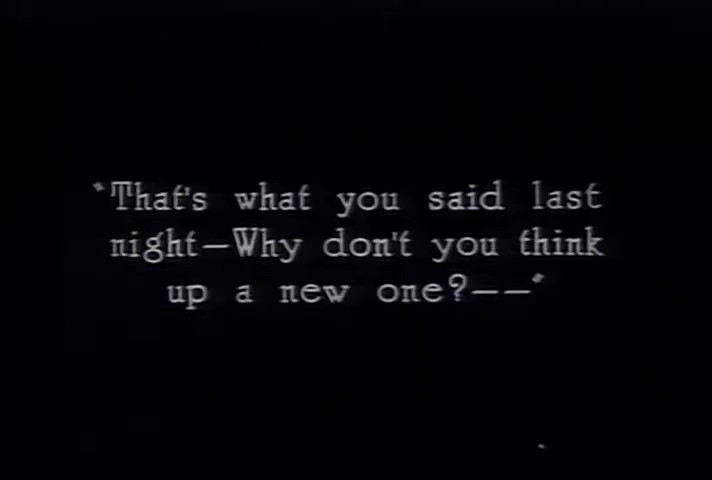 "That's what you said last
night—Why don't you think
up a new one?——"